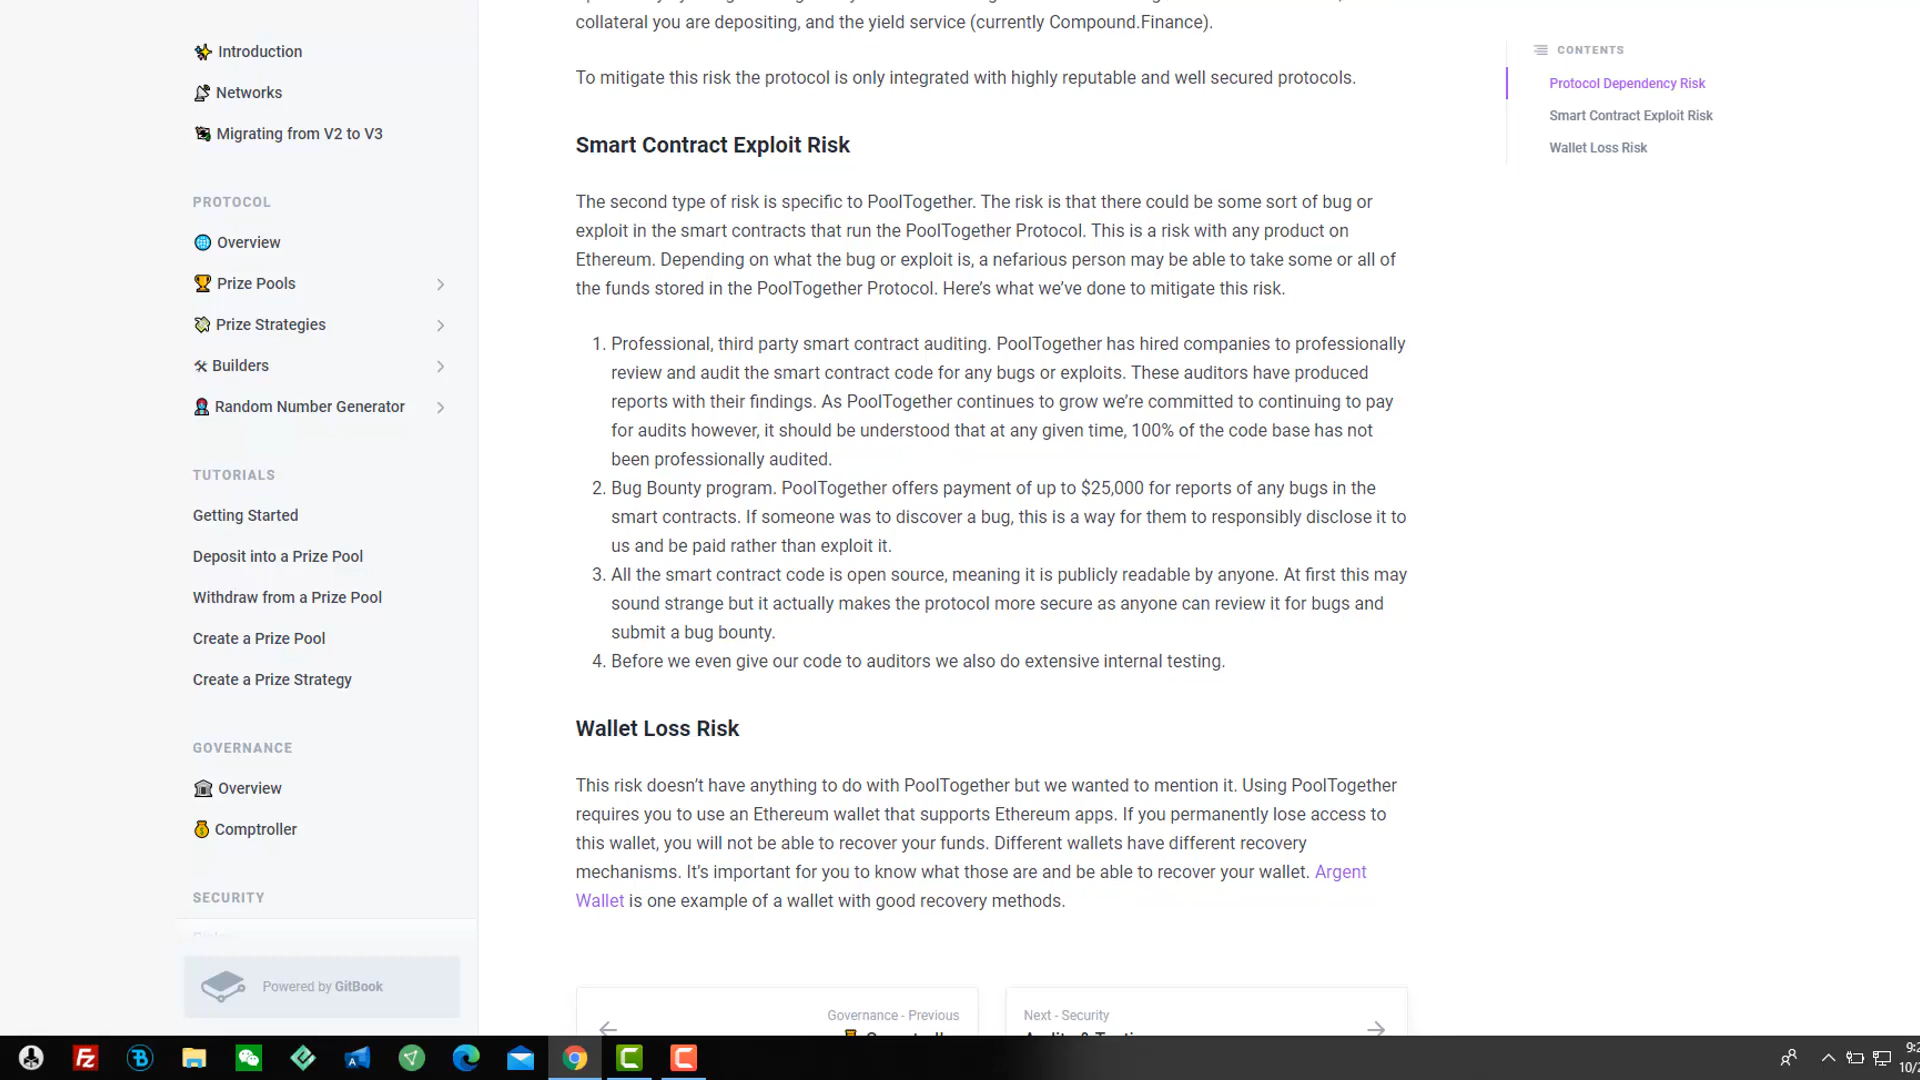 Introduction
Networks
Migrating from V2 to V3
PROTOCOL
Overview
Prize Pools
Prize Strategies
Builders
Random Number Generator
TUTORIALS
Getting Started
Deposit into a Prize Pool
Withdraw from a Prize Pool
Create a Prize Pool
Create a Prize Strategy
GOVERNANCE
Overview
Comptroller
SECURITY
Powered by GitBook
collateral you are depositing, and the yield service (currently Compound.Finance).
To mitigate this risk the protocol is only integrated with highly reputable and well secured protocols.
Smart Contract Exploit Risk
The second type of risk is specific to PoolTogether. The risk is that there could be some sort of bug or
exploit in the smart contracts that run the PoolTogether Protocol. This is a risk with any product on
Ethereum. Depending on what the bug or exploit is, a nefarious person may be able to take some or all of
the funds stored in the PoolTogether Protocol. Here’s what we’ve done to mitigate this risk.
1. Professional, third party smart contract auditing. PoolTogether has hired companies to professionally
review and audit the smart contract code for any bugs or exploits. These auditors have produced
reports with their findings. As PoolTogether continues to grow we’re committed to continuing to pay
for audits however, it should be understood that at any given time, 100% of the code base has not
been professionally audited.
2. Bug Bounty program. PoolTogether offers payment of up to $25,000 for reports of any bugs in the
smart contracts. If someone was to discover a bug, this is a way for them to responsibly disclose it to
us and be paid rather than exploit it.
3. All the smart contract code is open source, meaning it is publicly readable by anyone. At first this may
sound strange but it actually makes the protocol more secure as anyone can review it for bugs and
submit a bug bounty.
4. Before we even give our code to auditors we also do extensive internal testing.
Wallet Loss Risk
This risk doesn’t have anything to do with PoolTogether but we wanted to mention it. Using PoolTogether
requires you to use an Ethereum wallet that supports Ethereum apps. If you permanently lose access to
this wallet, you will not be able to recover your funds. Different wallets have different recovery
mechanisms. It’s important for you to know what those are and be able to recover your wallet. Argent
Wallet is one example of a wallet with good recovery methods.
Governance - Previous
Next - Security
CONTENTS
Protocol Dependency Risk
Smart Contract Exploit Risk
Wallet Loss Risk